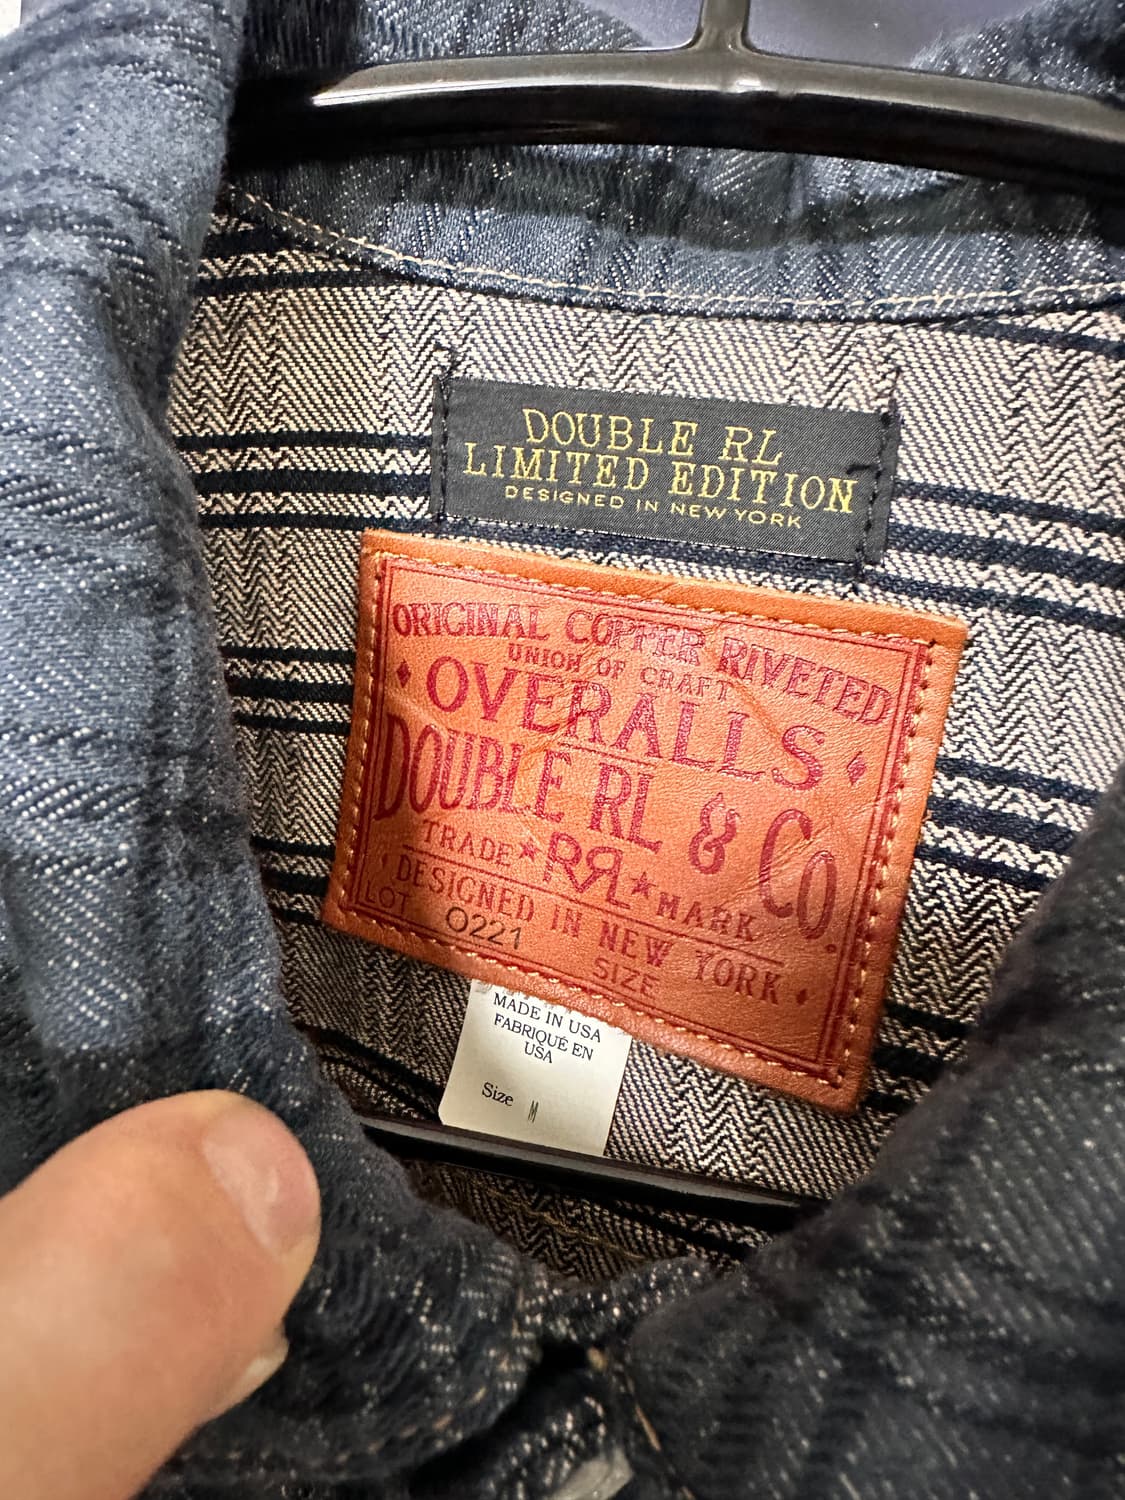 DOUBLE RL
LIMITED EDITION
DESIGNED IN NEW YORK
ORIGINAL COPPER RIVETED
UNION OF CRAFT
OVERALLS
DOUBLE RL & CO.
TRADE ★ RRL ★ MARK
DESIGNED IN NEW YORK
LOT 0221 SIZE
MADE IN USA
FABRIQUÉ EN
USA
Size M